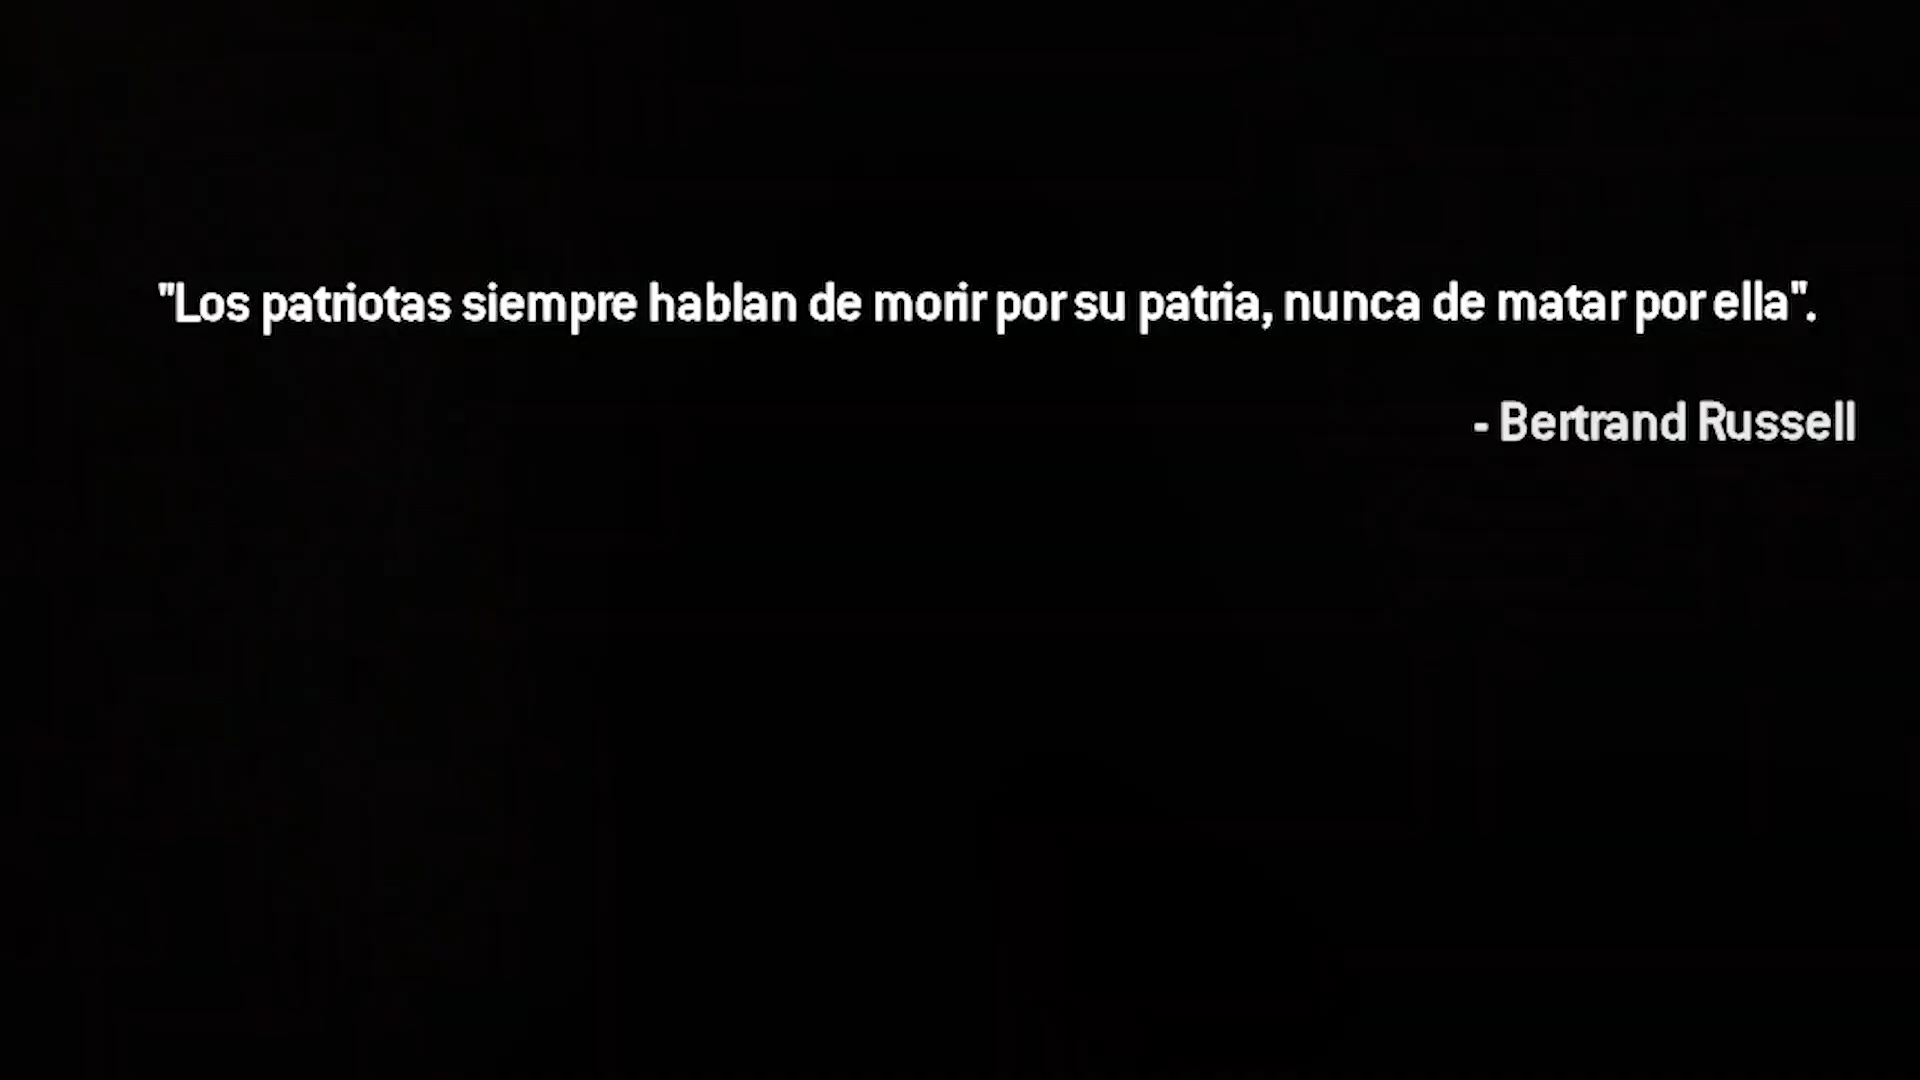 "Los patriotas siempre hablan de morir por su patria, nunca de matar por ella".
- Bertrand Russell